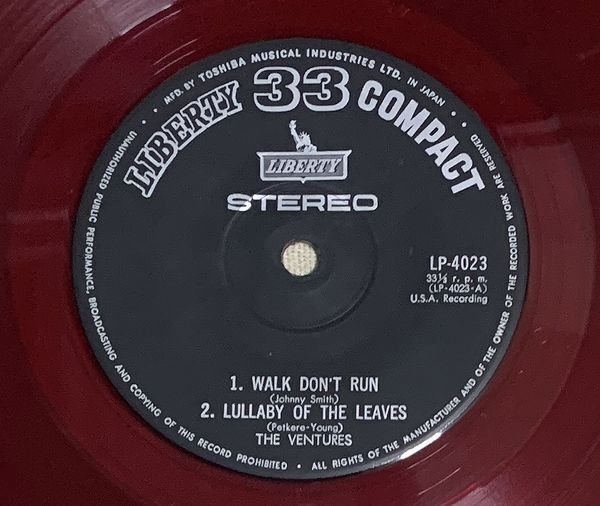 MFD. BY TOSHIBA MUSICAL INDUSTRIES LTD. IN JAPAN
LIBERTY 33 COMPACT
LIBERTY
STEREO
LP-4023
33⅓ r. p. m.
(LP-4023-A)
U.S.A. Recording
1. WALK DON'T RUN
(Johnny Smith)
2. LULLABY OF THE LEAVES
(Petkere-Young)
THE VENTURES
UNAUTHORIZED PUBLIC PERFORMANCE, BROADCASTING AND COPYING OF THIS RECORD PROHIBITED • ALL RIGHTS OF THE MANUFACTURER AND OF THE OWNER OF THE RECORDED WORK ARE RESERVED